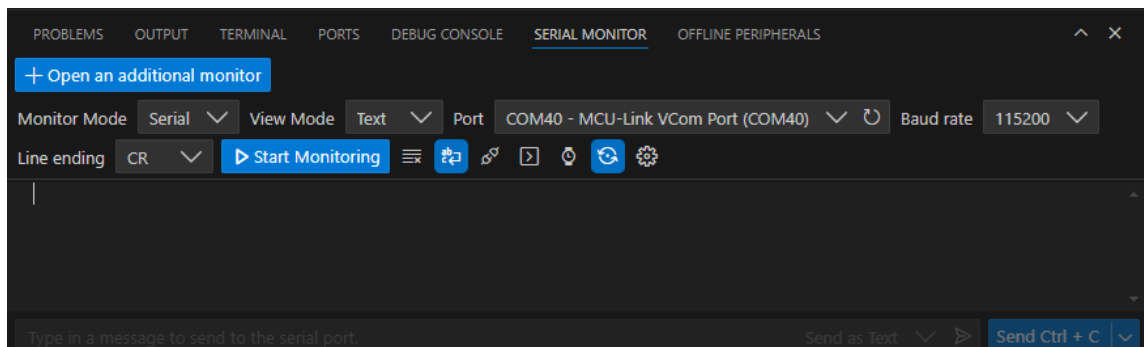 PROBLEMS OUTPUT TERMINAL PORTS DEBUG CONSOLE SERIAL MONITOR OFFLINE PERIPHERALS
+ Open an additional monitor
Monitor Mode Serial View Mode Text Port COM40 - MCU-Link VCom Port (COM40) Baud rate 115200
Line ending CR Start Monitoring
Type in a message to send to the serial port. Send as Text Send Ctrl + C